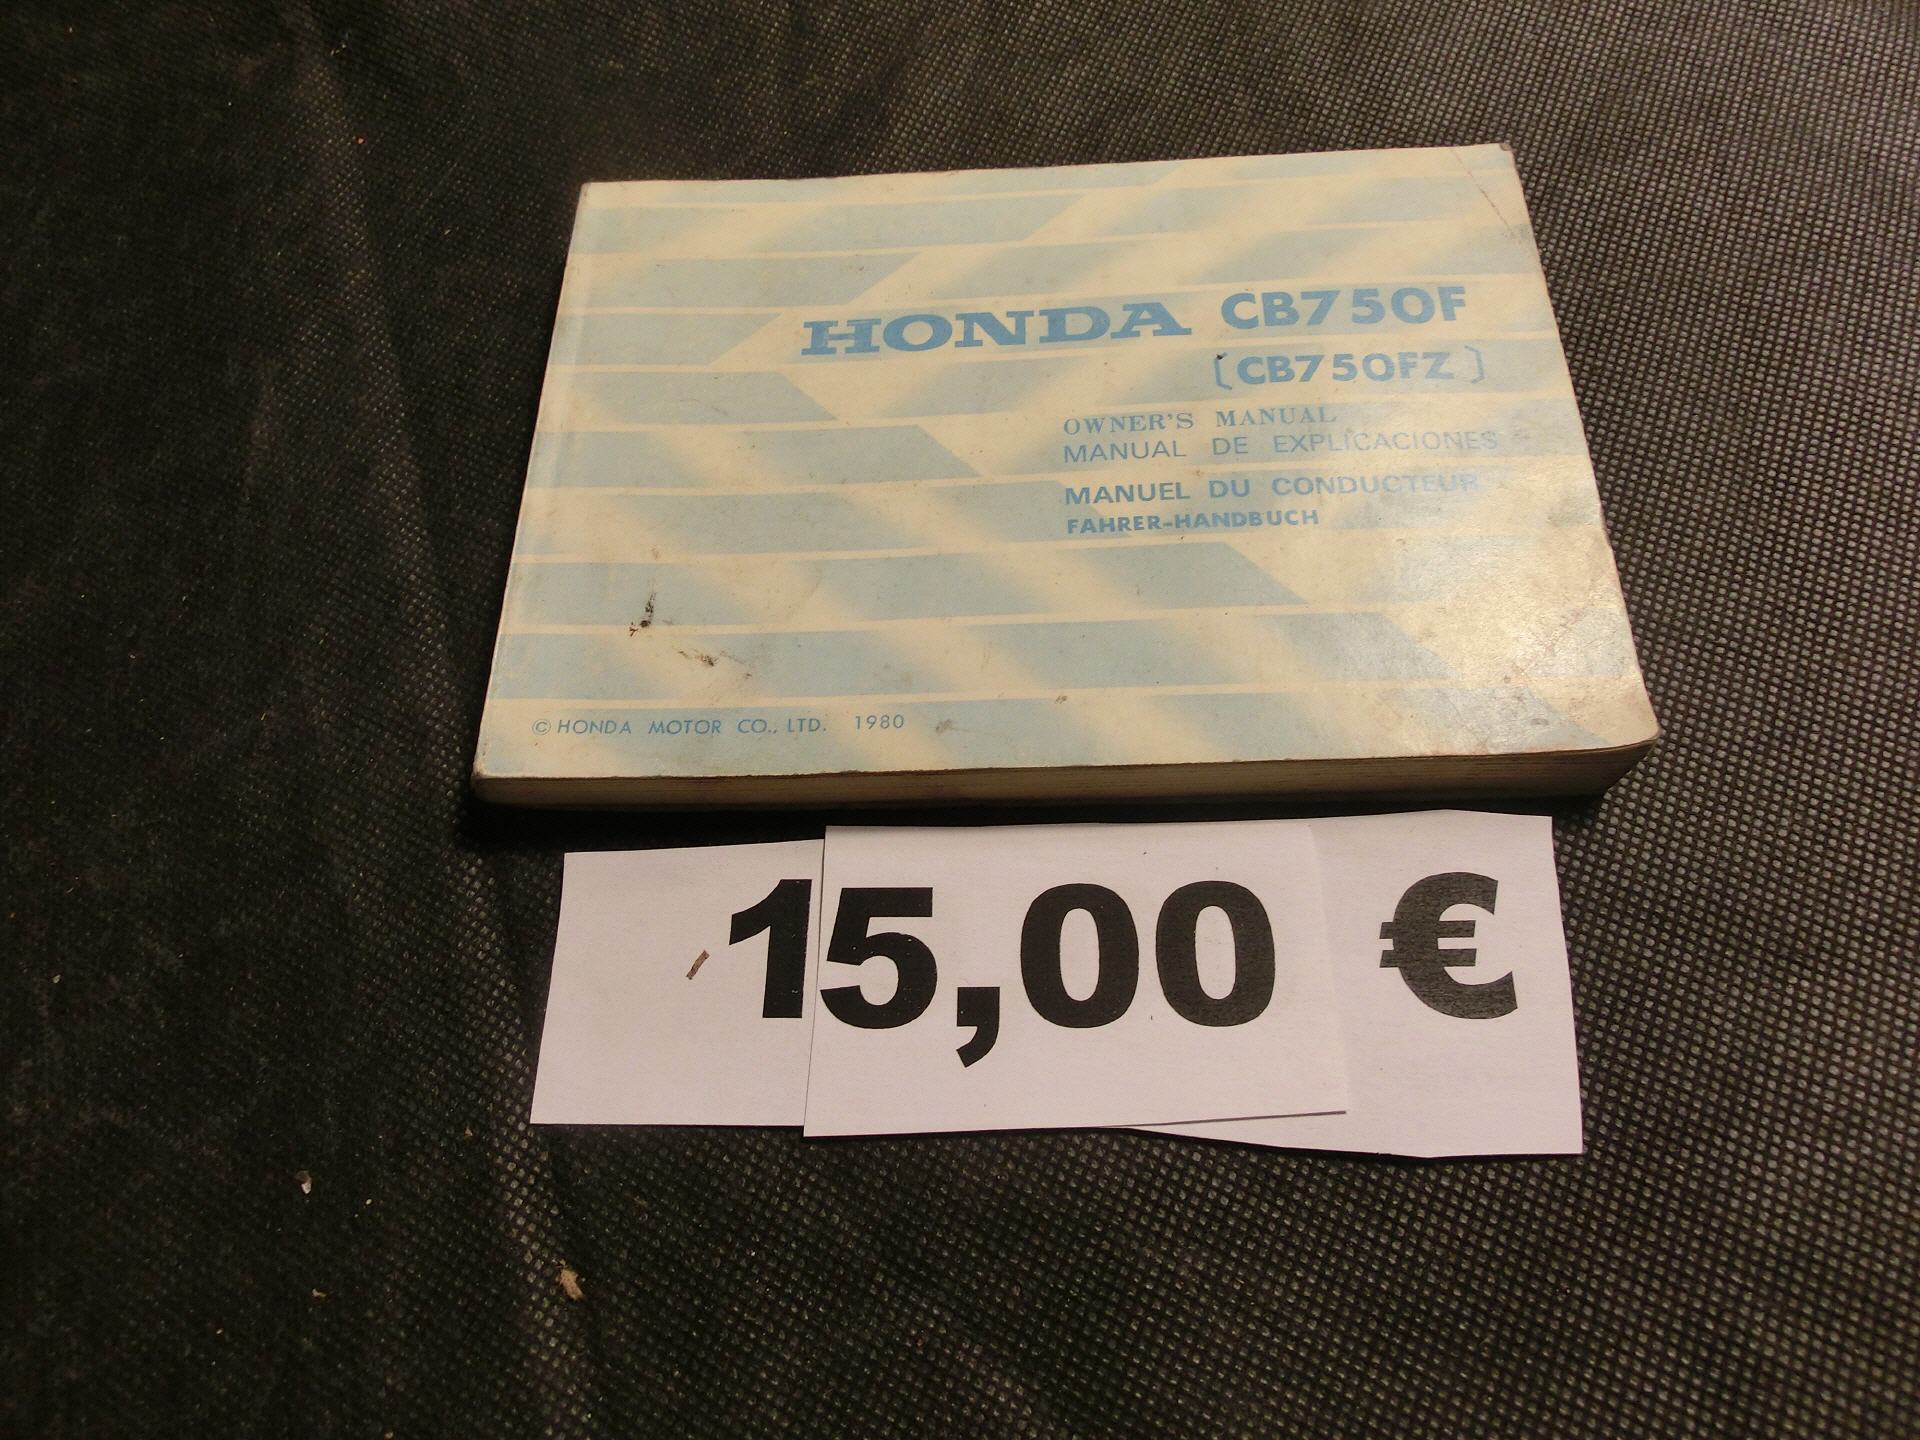 HONDA CB750F
[CB750FZ]
OWNER'S MANUAL
MANUAL DE EXPLICACIONES
MANUEL DU CONDUCTEUR
FAHRER-HANDBUCH
© HONDA MOTOR CO., LTD. 1980
15,00 €